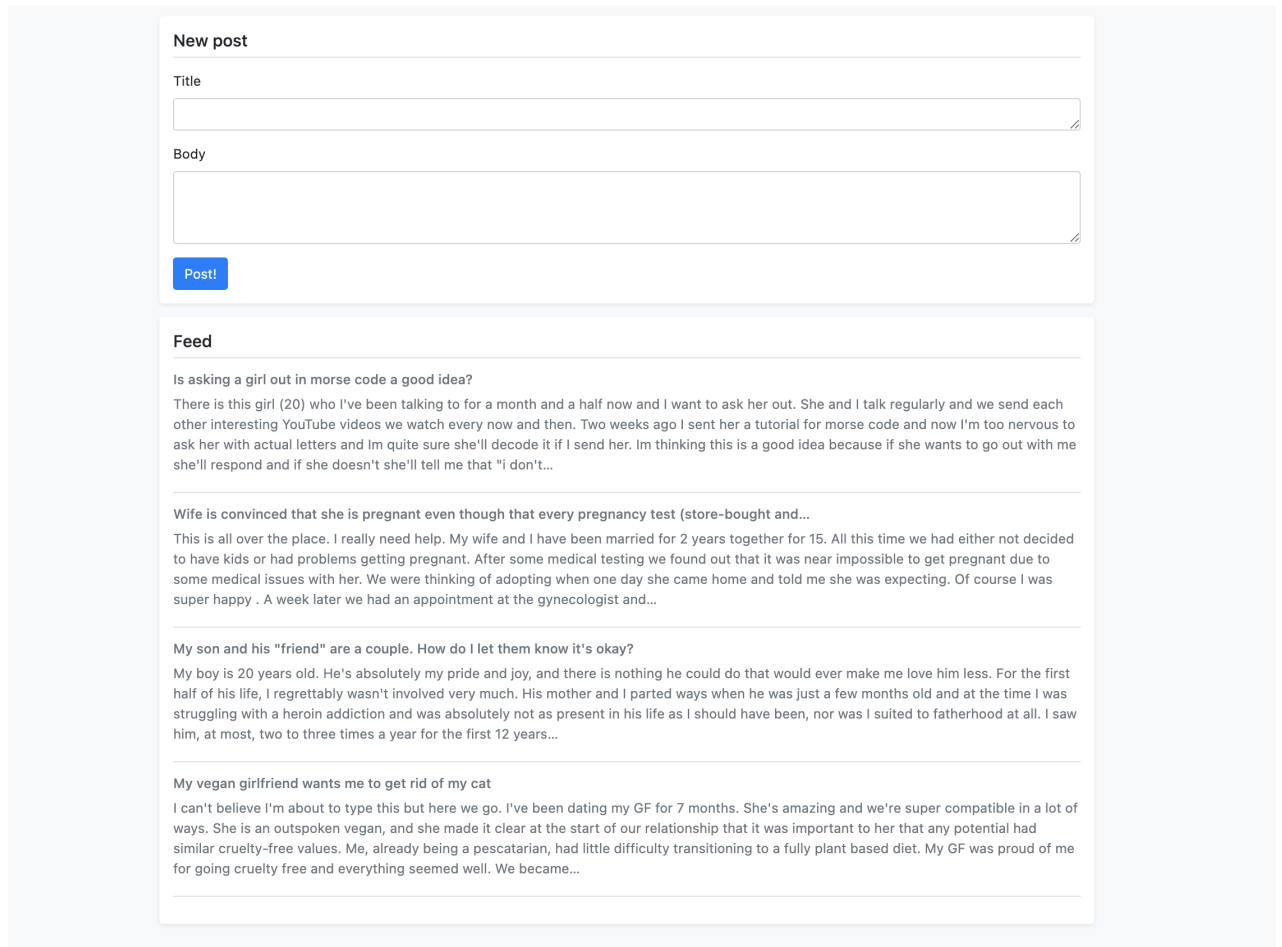 New post
Title
Body
Post!
Feed
Is asking a girl out in morse code a good idea?
There is this girl (20) who I've been talking to for a month and a half now and I want to ask her out. She and I talk regularly and we send each
other interesting YouTube videos we watch every now and then. Two weeks ago I sent her a tutorial for morse code and now I'm too nervous to
ask her with actual letters and Im quite sure she'll decode it if I send her. Im thinking this is a good idea because if she wants to go out with me
she'll respond and if she doesn't she'll tell me that "i don't...
Wife is convinced that she is pregnant even though that every pregnancy test (store-bought and...
This is all over the place. I really need help. My wife and I have been married for 2 years together for 15. All this time we had either not decided
to have kids or had problems getting pregnant. After some medical testing we found out that it was near impossible to get pregnant due to
some medical issues with her. We were thinking of adopting when one day she came home and told me she was expecting. Of course I was
super happy . A week later we had an appointment at the gynecologist and...
My son and his "friend" are a couple. How do I let them know it's okay?
My boy is 20 years old. He's absolutely my pride and joy, and there is nothing he could do that would ever make me love him less. For the first
half of his life, I regrettably wasn't involved very much. His mother and I parted ways when he was just a few months old and at the time I was
struggling with a heroin addiction and was absolutely not as present in his life as I should have been, nor was I suited to fatherhood at all. I saw
him, at most, two to three times a year for the first 12 years...
My vegan girlfriend wants me to get rid of my cat
I can't believe I'm about to type this but here we go. I've been dating my GF for 7 months. She's amazing and we're super compatible in a lot of
ways. She is an outspoken vegan, and she made it clear at the start of our relationship that it was important to her that any potential had
similar cruelty-free values. Me, already being a pescatarian, had little difficulty transitioning to a fully plant based diet. My GF was proud of me
for going cruelty free and everything seemed well. We became...